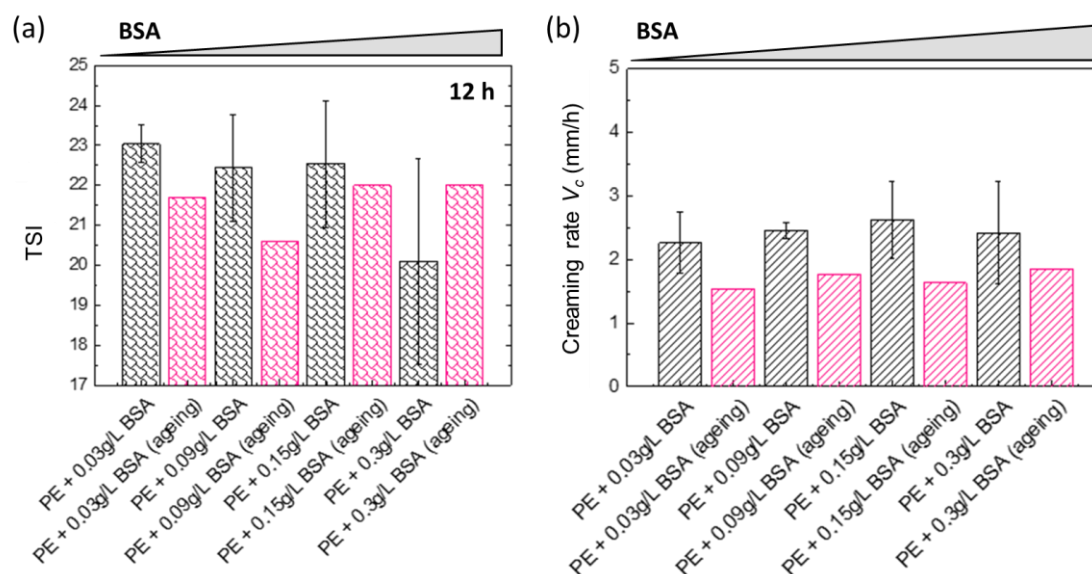 (a)
BSA
12 h
TSI
25
24
23
22
21
20
19
18
17
PE + 0.03g/L BSA
PE + 0.03g/L BSA (ageing)
PE + 0.09g/L BSA
PE + 0.09g/L BSA (ageing)
PE + 0.15g/L BSA
PE + 0.15g/L BSA (ageing)
PE + 0.3g/L BSA
PE + 0.3g/L BSA (ageing)
(b)
BSA
Creaming rate Vc (mm/h)
5
4
3
2
1
0
PE + 0.03g/L BSA
PE + 0.03g/L BSA (ageing)
PE + 0.09g/L BSA
PE + 0.09g/L BSA (ageing)
PE + 0.15g/L BSA
PE + 0.15g/L BSA (ageing)
PE + 0.3g/L BSA
PE + 0.3g/L BSA (ageing)